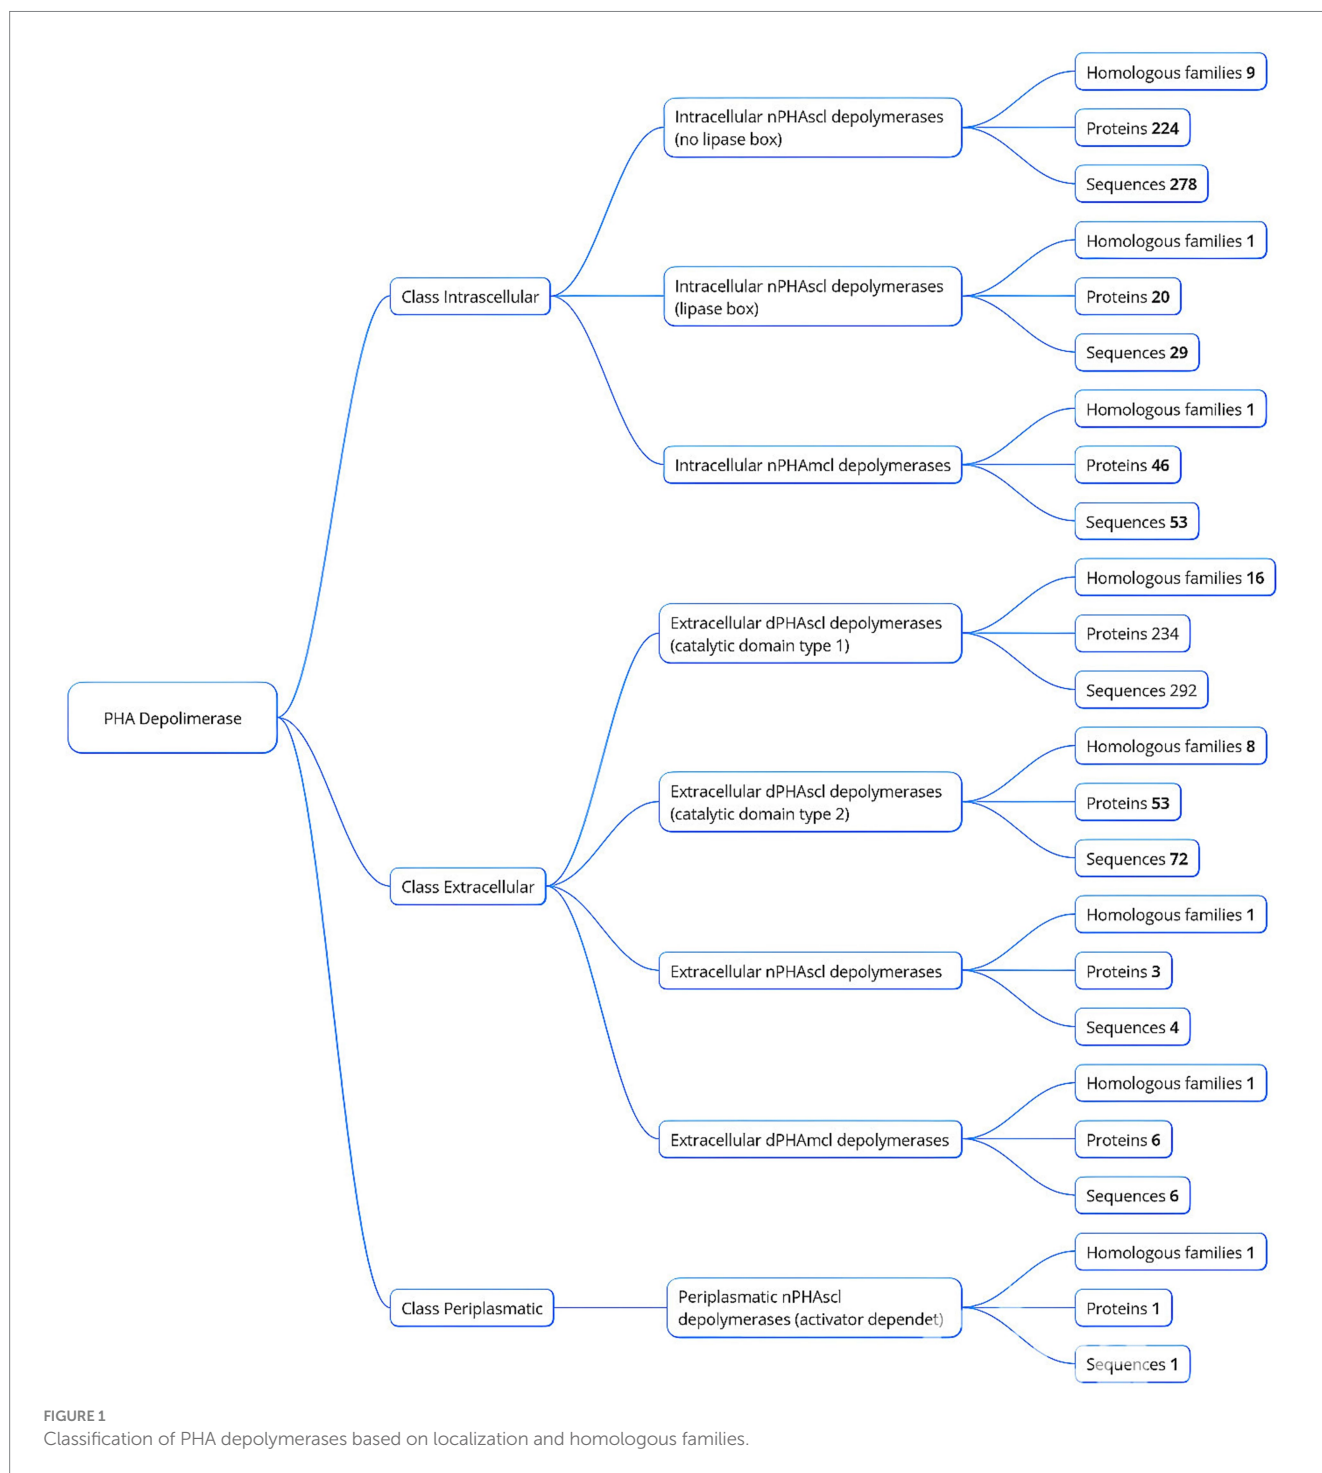 Homologous families 9
Intracellular nPHAscl depolymerases
(no lipase box)
Proteins 224
Sequences 278
Homologous families 1
Class Intrascellular
Intracellular nPHAscl depolymerases
(lipase box)
Proteins 20
Sequences 29
Homologous families 1
Intracellular nPHAmcl depolymerases
Proteins 46
Sequences 53
Homologous families 16
Extracellular dPHAscl depolymerases
(catalytic domain type 1)
Proteins 234
Sequences 292
PHA Depolimerase
Homologous families 8
Extracellular dPHAscl depolymerases
(catalytic domain type 2)
Proteins 53
Sequences 72
Class Extracellular
Homologous families 1
Extracellular nPHAscl depolymerases
Proteins 3
Sequences 4
Homologous families 1
Extracellular dPHAmcl depolymerases
Proteins 6
Sequences 6
Homologous families 1
Class Periplasmatic
Periplasmatic nPHAscl
depolymerases (activator dependet)
Proteins 1
Sequences 1
FIGURE 1
Classification of PHA depolymerases based on localization and homologous families.